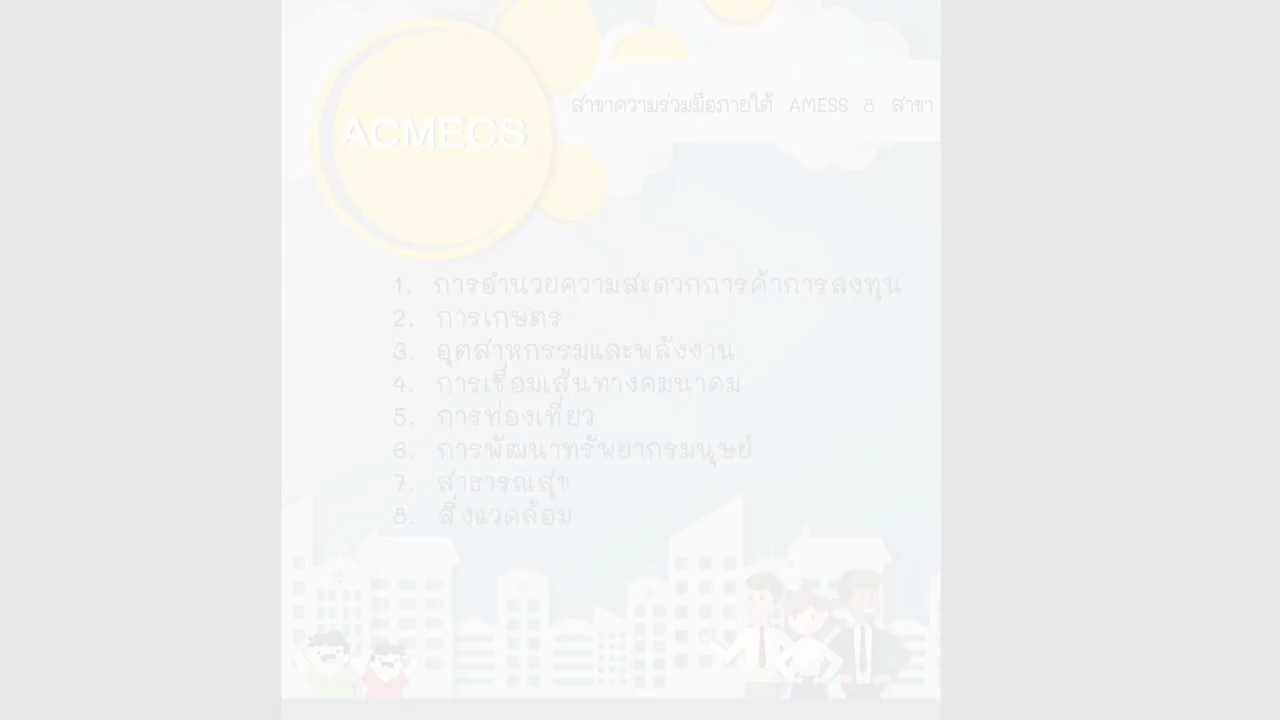 ACMECS
สาขาความร่วมมือภายใต้ AMESS 8 สาขา
1. การอำนวยความสะดวกการค้าการลงทุน
2. การเกษตร
3. อุตสาหกรรมและพลังงาน
4. การเชื่อมเส้นทางคมนาคม
5. การท่องเที่ยว
6. การพัฒนาทรัพยากรมนุษย์
7. สาธารณสุข
8. สิ่งแวดล้อม